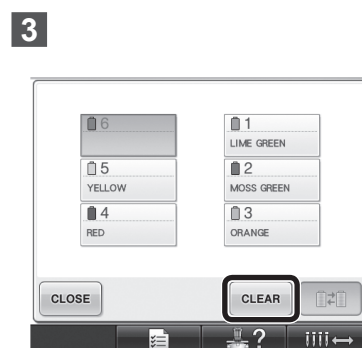 3
6
1
LIME GREEN
5
YELLOW
2
MOSS GREEN
4
RED
3
ORANGE
CLOSE
CLEAR
?